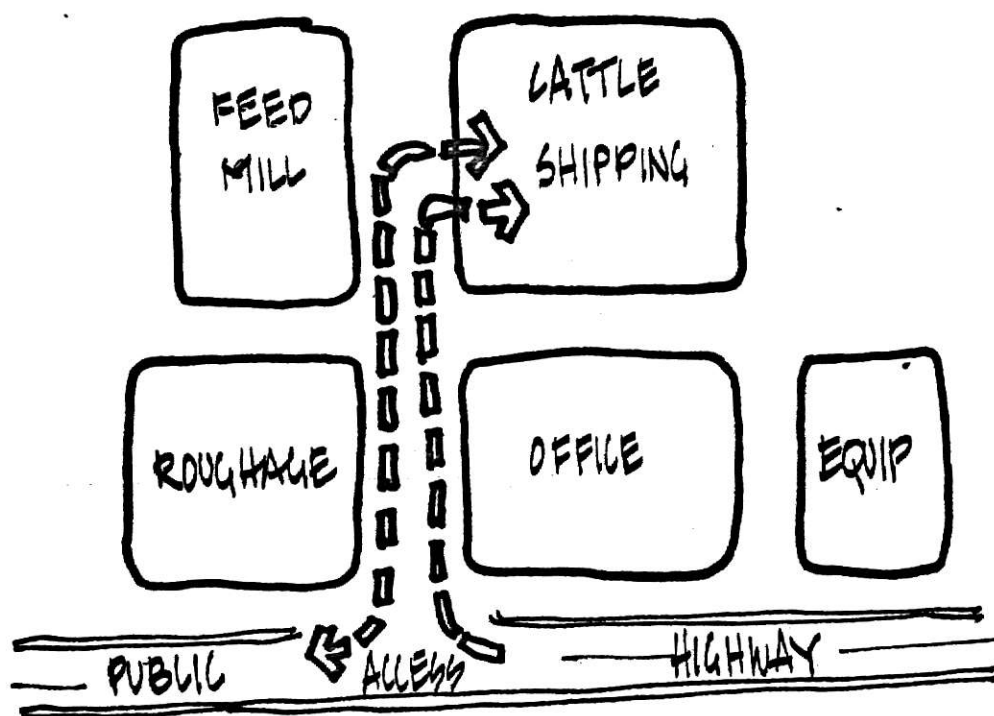 FEED
MILL
CATTLE
SHIPPING
ROUGHAGE
OFFICE
EQUIP
PUBLIC ACCESS HIGHWAY